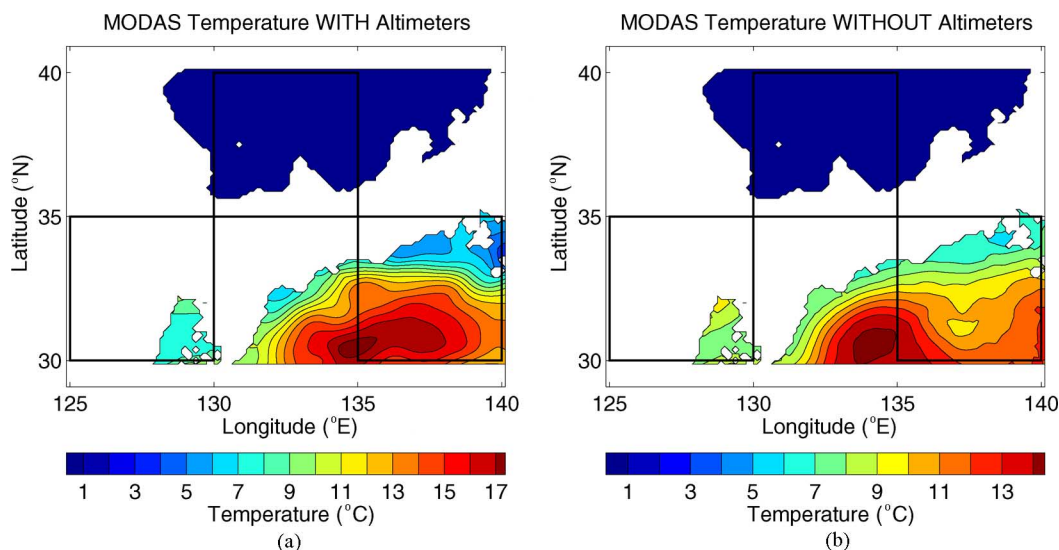 MODAS Temperature WITH Altimeters
40
35
30
Latitude (°N)
125 130 135 140
Longitude (°E)
1 3 5 7 9 11 13 15 17
Temperature (°C)
(a)
MODAS Temperature WITHOUT Altimeters
40
35
30
Latitude (°N)
125 130 135 140
Longitude (°E)
1 3 5 7 9 11 13
Temperature (°C)
(b)